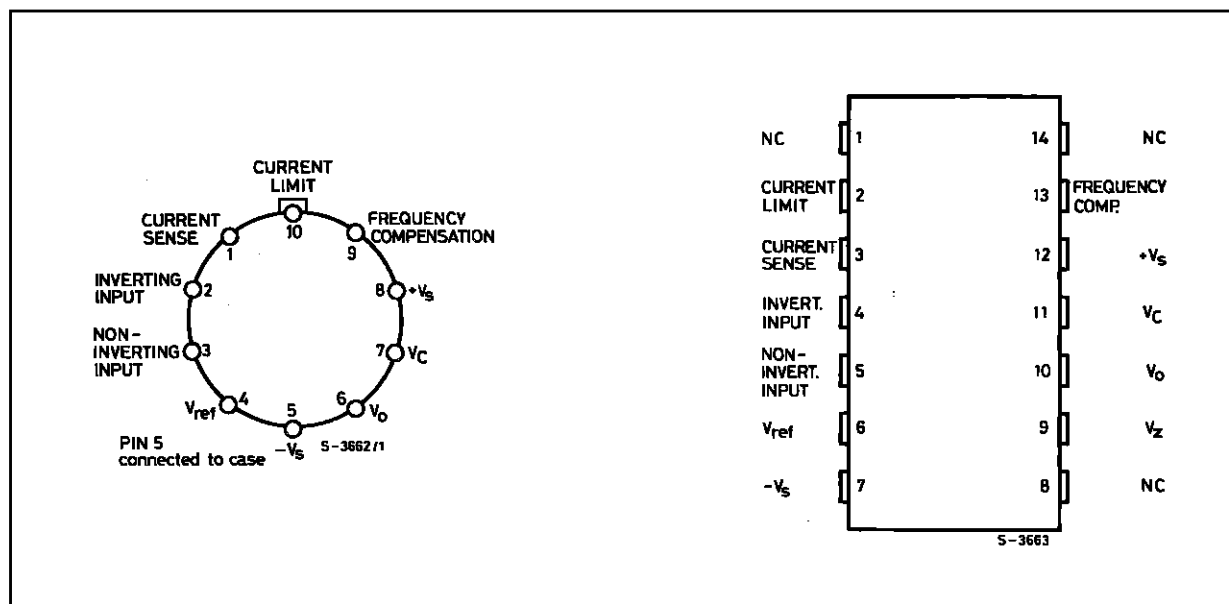 CURRENT
LIMIT
10
CURRENT
SENSE
1
FREQUENCY
COMPENSATION
9
INVERTING
INPUT
2
8
+Vs
NON-
INVERTING
INPUT
3
7
VC
Vref
4
5
6
Vo
-Vs
S-3662/1
PIN 5
connected to case
NC
1
14
NC
CURRENT
LIMIT
2
13
FREQUENCY
COMP.
CURRENT
SENSE
3
12
+Vs
INVERT.
INPUT
4
11
VC
NON-
INVERT.
INPUT
5
10
Vo
Vref
6
9
Vz
-Vs
7
8
NC
S-3663